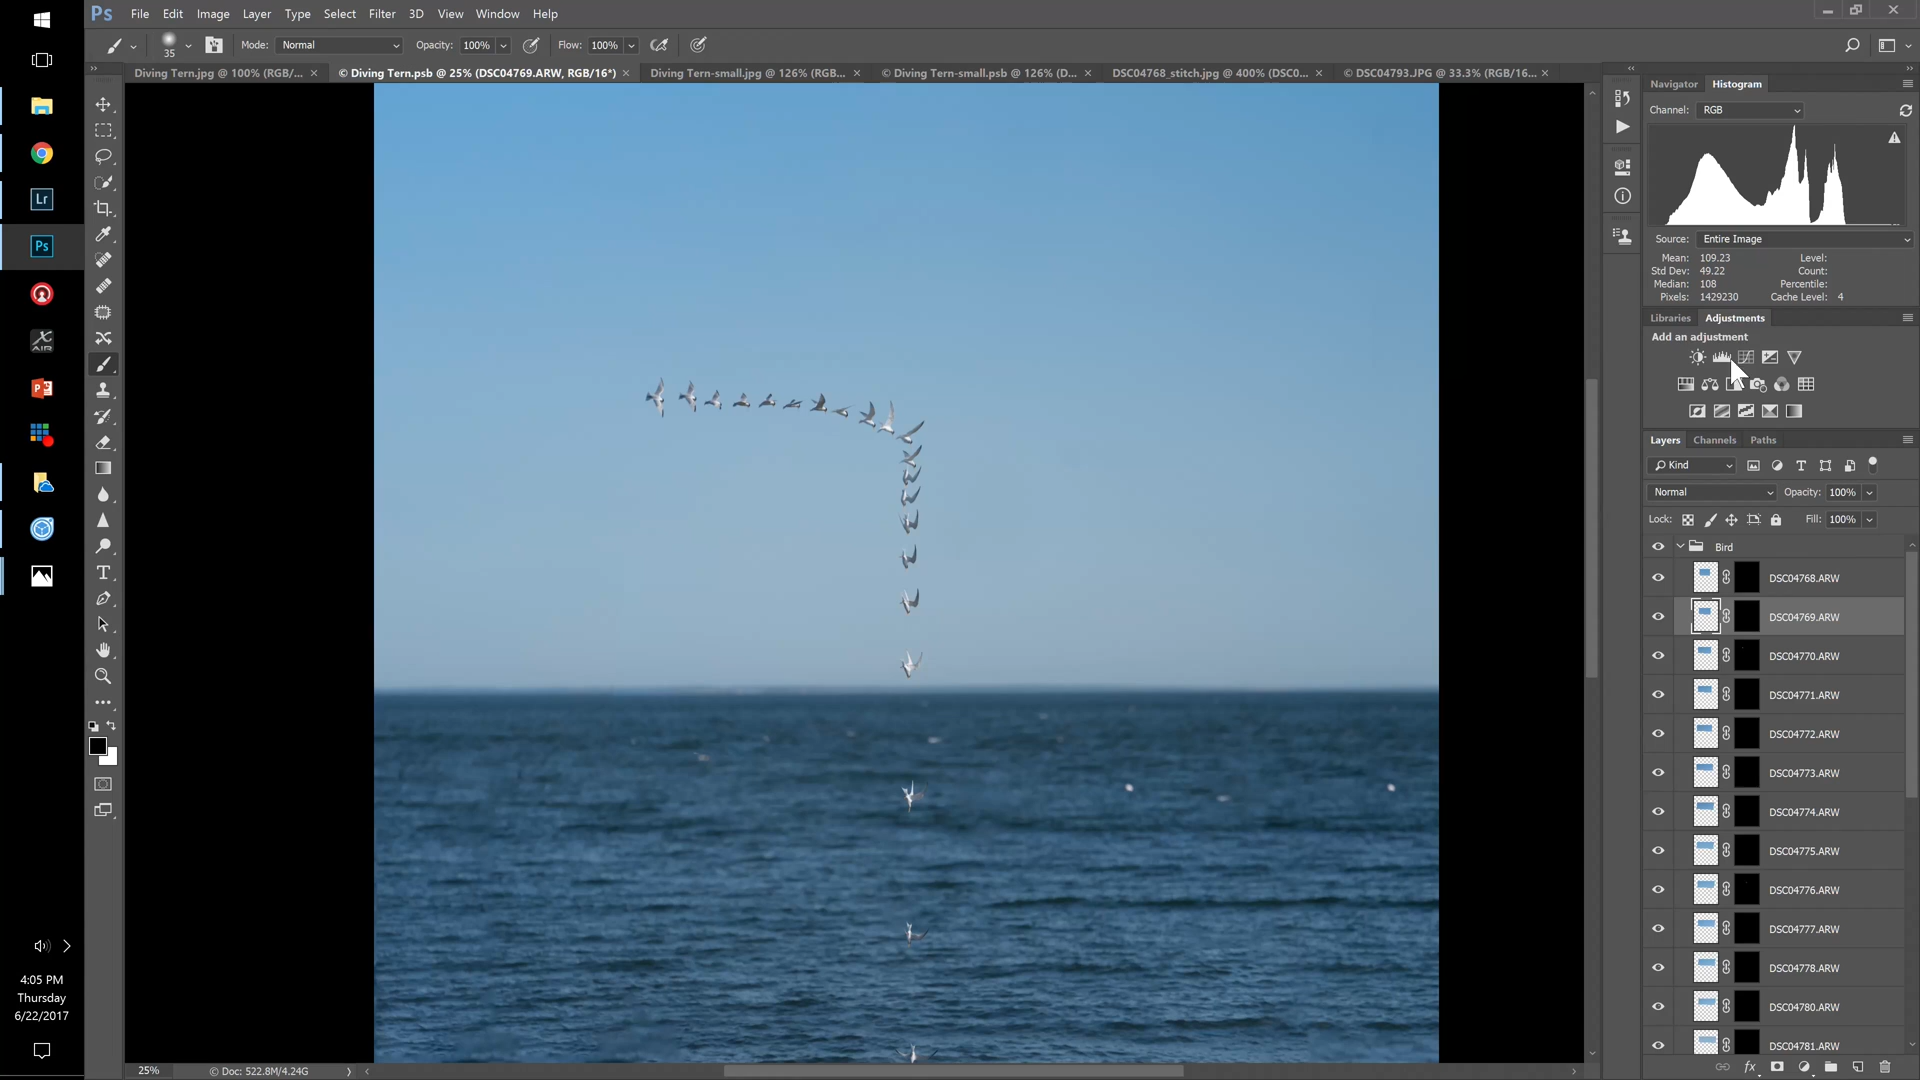 Ps File Edit Image Layer Type Select Filter 3D View Window Help
35 Mode: Normal Opacity: 100% Flow: 100%
Diving Tern.jpg @ 100% (RGB/... × © Diving Tern.psb @ 25% (DSC04769.ARW, RGB/16*) × Diving Tern-small.jpg @ 126% (RGB... × © Diving Tern-small.psb @ 126% (D... × DSC04768_stitch.jpg @ 400% (DSC0... × © DSC04793.JPG @ 33.3% (RGB/16... ×
Navigator Histogram
Channel: RGB
Source: Entire Image
Mean: 109.23 Level:
Std Dev: 49.22 Count:
Median: 108 Percentile:
Pixels: 1429230 Cache Level: 4
Libraries Adjustments
Add an adjustment
Layers Channels Paths
Kind
Normal Opacity: 100%
Lock: Fill: 100%
Bird
DSC04768.ARW
DSC04769.ARW
DSC04770.ARW
DSC04771.ARW
DSC04772.ARW
DSC04773.ARW
DSC04774.ARW
DSC04775.ARW
DSC04776.ARW
DSC04777.ARW
DSC04778.ARW
DSC04780.ARW
DSC04781.ARW
fx
Lr
Ps
AIR
4:05 PM
Thursday
6/22/2017
25% © Doc: 522.8M/4.24G